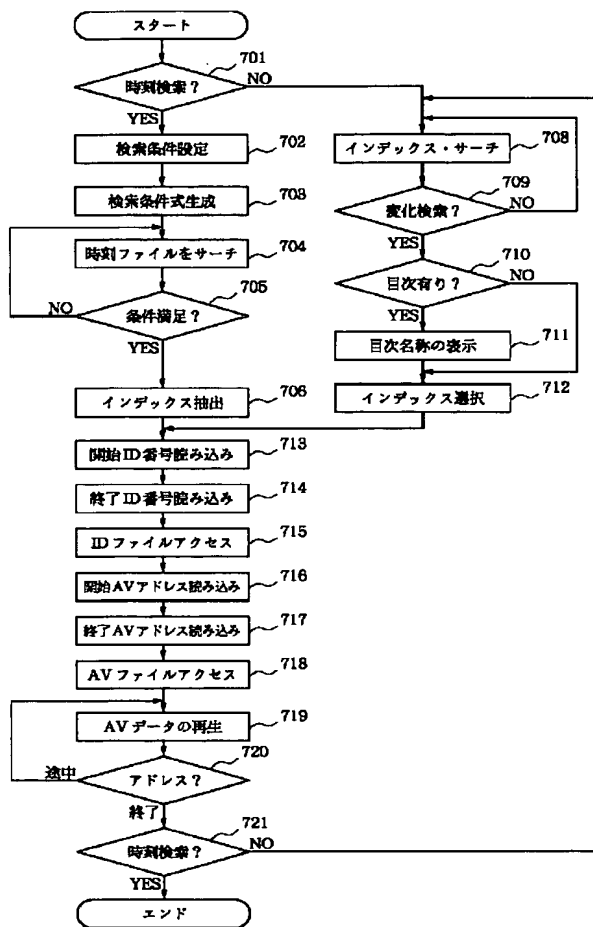 スタート
701
時刻検索？
NO
YES
検索条件設定
702
検索条件式生成
703
時刻ファイルをサーチ
704
705
条件満足？
NO
YES
インデックス抽出
706
インデックス・サーチ
708
709
変化検索？
NO
YES
710
目次有り？
NO
YES
目次名称の表示
711
インデックス選択
712
開始ID番号読み込み
713
終了ID番号読み込み
714
IDファイルアクセス
715
開始AVアドレス読み込み
716
終了AVアドレス読み込み
717
AVファイルアクセス
718
AVデータの再生
719
720
アドレス？
途中
終了
721
時刻検索？
NO
YES
エンド